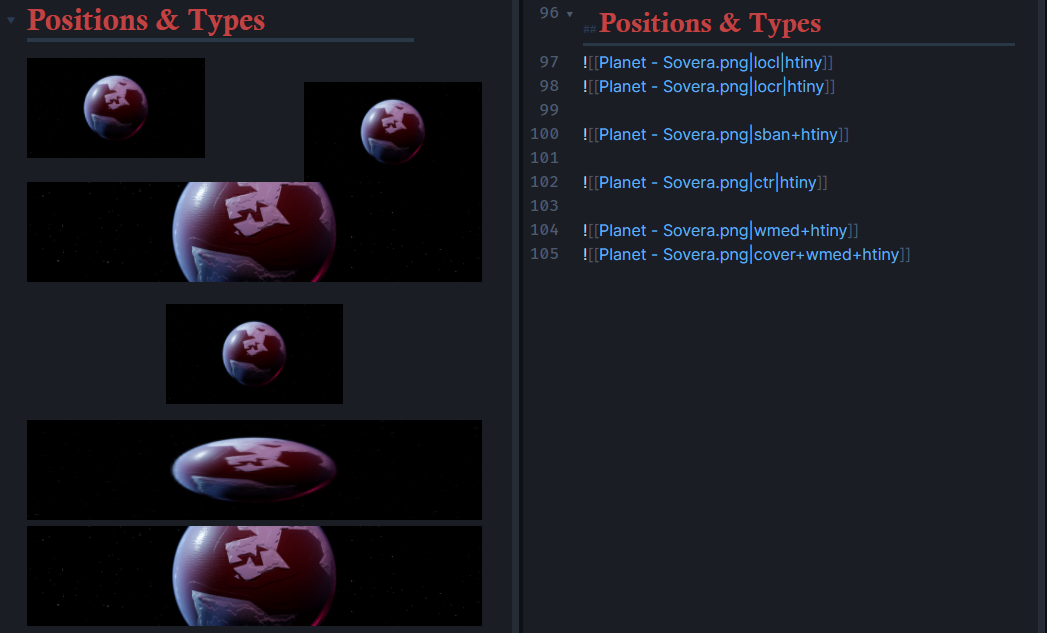 Positions & Types
96
## Positions & Types
97 ![[Planet - Sovera.png|locl|htiny]]
98 ![[Planet - Sovera.png|locr|htiny]]
99
100 ![[Planet - Sovera.png|sban+htiny]]
101
102 ![[Planet - Sovera.png|ctr|htiny]]
103
104 ![[Planet - Sovera.png|wmed+htiny]]
105 ![[Planet - Sovera.png|cover+wmed+htiny]]